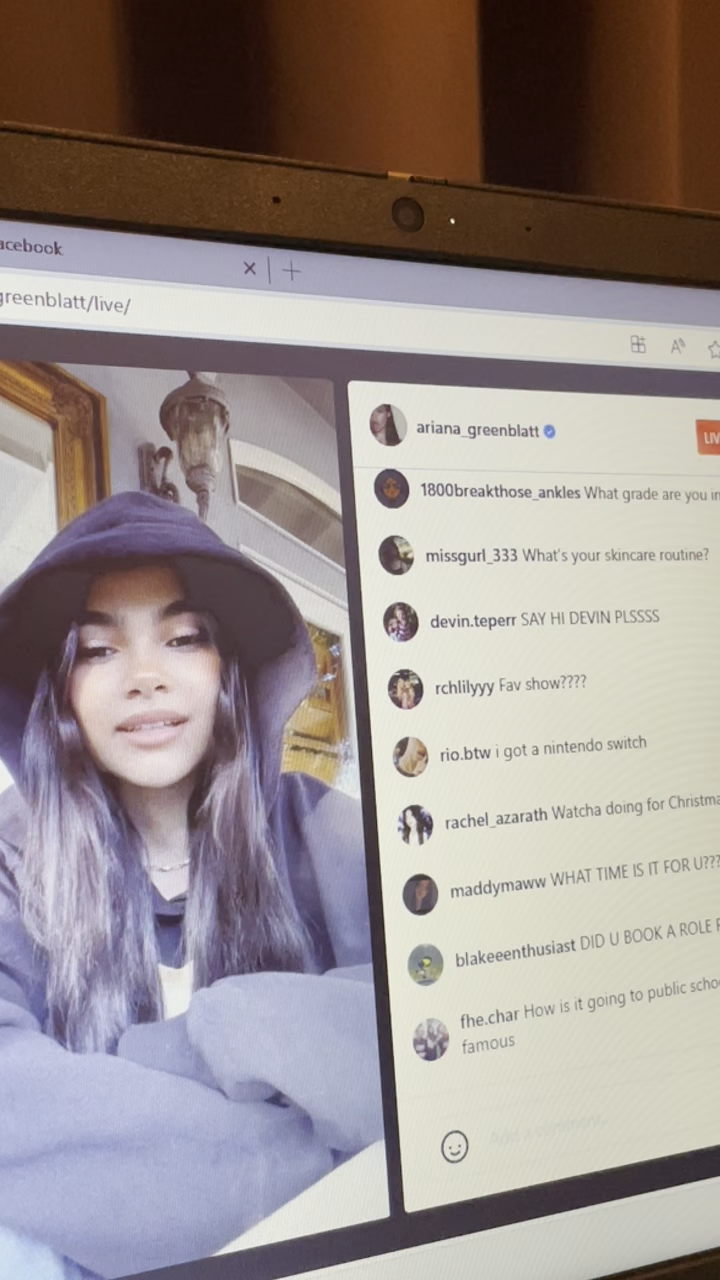 acebook
greenblatt/live/
ariana_greenblatt
LIV
1800breakthose_ankles What grade are you in
missgurl_333 What's your skincare routine?
devin.teperr SAY HI DEVIN PLSSSS
rchlilyyy Fav show????
rio.btw i got a nintendo switch
rachel_azarath Watcha doing for Christma
maddymaww WHAT TIME IS IT FOR U???
blakeeenthusiast DID U BOOK A ROLE
fhe.char How is it going to public scho
famous
Add a comment...